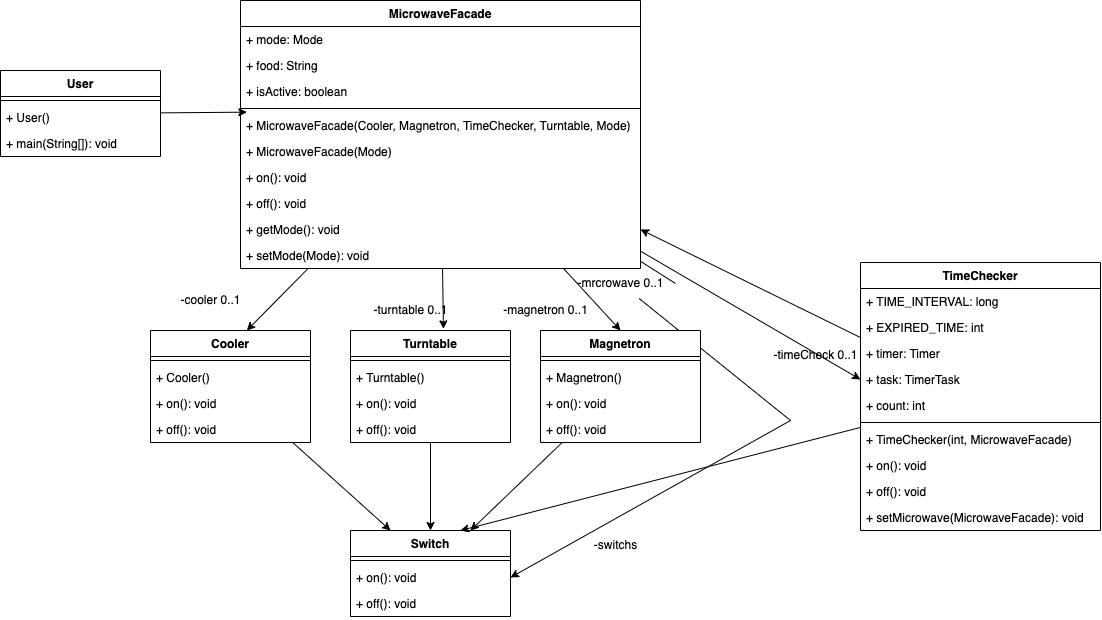 MicrowaveFacade
+ mode: Mode
+ food: String
+ isActive: boolean
+ MicrowaveFacade(Cooler, Magnetron, TimeChecker, Turntable, Mode)
+ MicrowaveFacade(Mode)
+ on(): void
+ off(): void
+ getMode(): void
+ setMode(Mode): void
User
+ User()
+ main(String[]): void
-cooler 0..1
-turntable 0..1
-magnetron 0..1
-mrcrowave 0..1
-timeCheck 0..1
TimeChecker
+ TIME_INTERVAL: long
+ EXPIRED_TIME: int
+ timer: Timer
+ task: TimerTask
+ count: int
+ TimeChecker(int, MicrowaveFacade)
+ on(): void
+ off(): void
+ setMicrowave(MicrowaveFacade): void
Cooler
+ Cooler()
+ on(): void
+ off(): void
Turntable
+ Turntable()
+ on(): void
+ off(): void
Magnetron
+ Magnetron()
+ on(): void
+ off(): void
-switchs
Switch
+ on(): void
+ off(): void